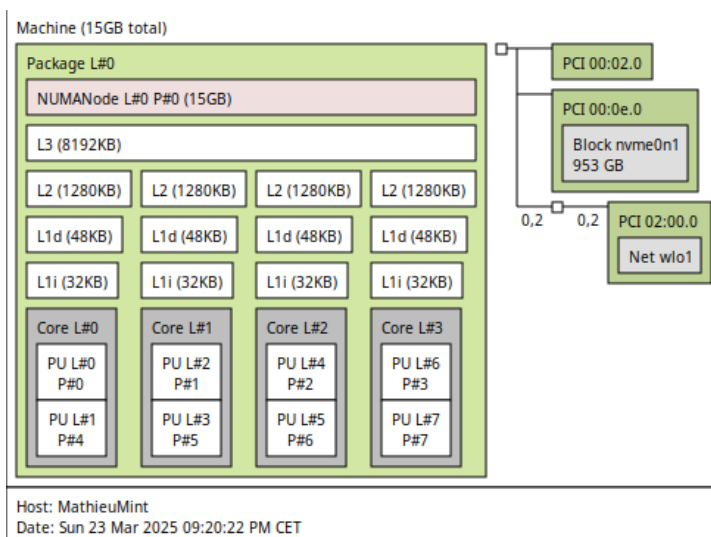 Machine (15GB total)
Package L#0
NUMANode L#0 P#0 (15GB)
L3 (8192KB)
L2 (1280KB) L2 (1280KB) L2 (1280KB) L2 (1280KB)
L1d (48KB) L1d (48KB) L1d (48KB) L1d (48KB)
L1i (32KB) L1i (32KB) L1i (32KB) L1i (32KB)
Core L#0 Core L#1 Core L#2 Core L#3
PU L#0 PU L#2 PU L#4 PU L#6
P#0 P#1 P#2 P#3
PU L#1 PU L#3 PU L#5 PU L#7
P#4 P#5 P#6 P#7
PCI 00:02.0
PCI 00:0e.0
Block nvme0n1
953 GB
0,2 0,2 PCI 02:00.0
Net wlo1
Host: MathieuMint
Date: Sun 23 Mar 2025 09:20:22 PM CET